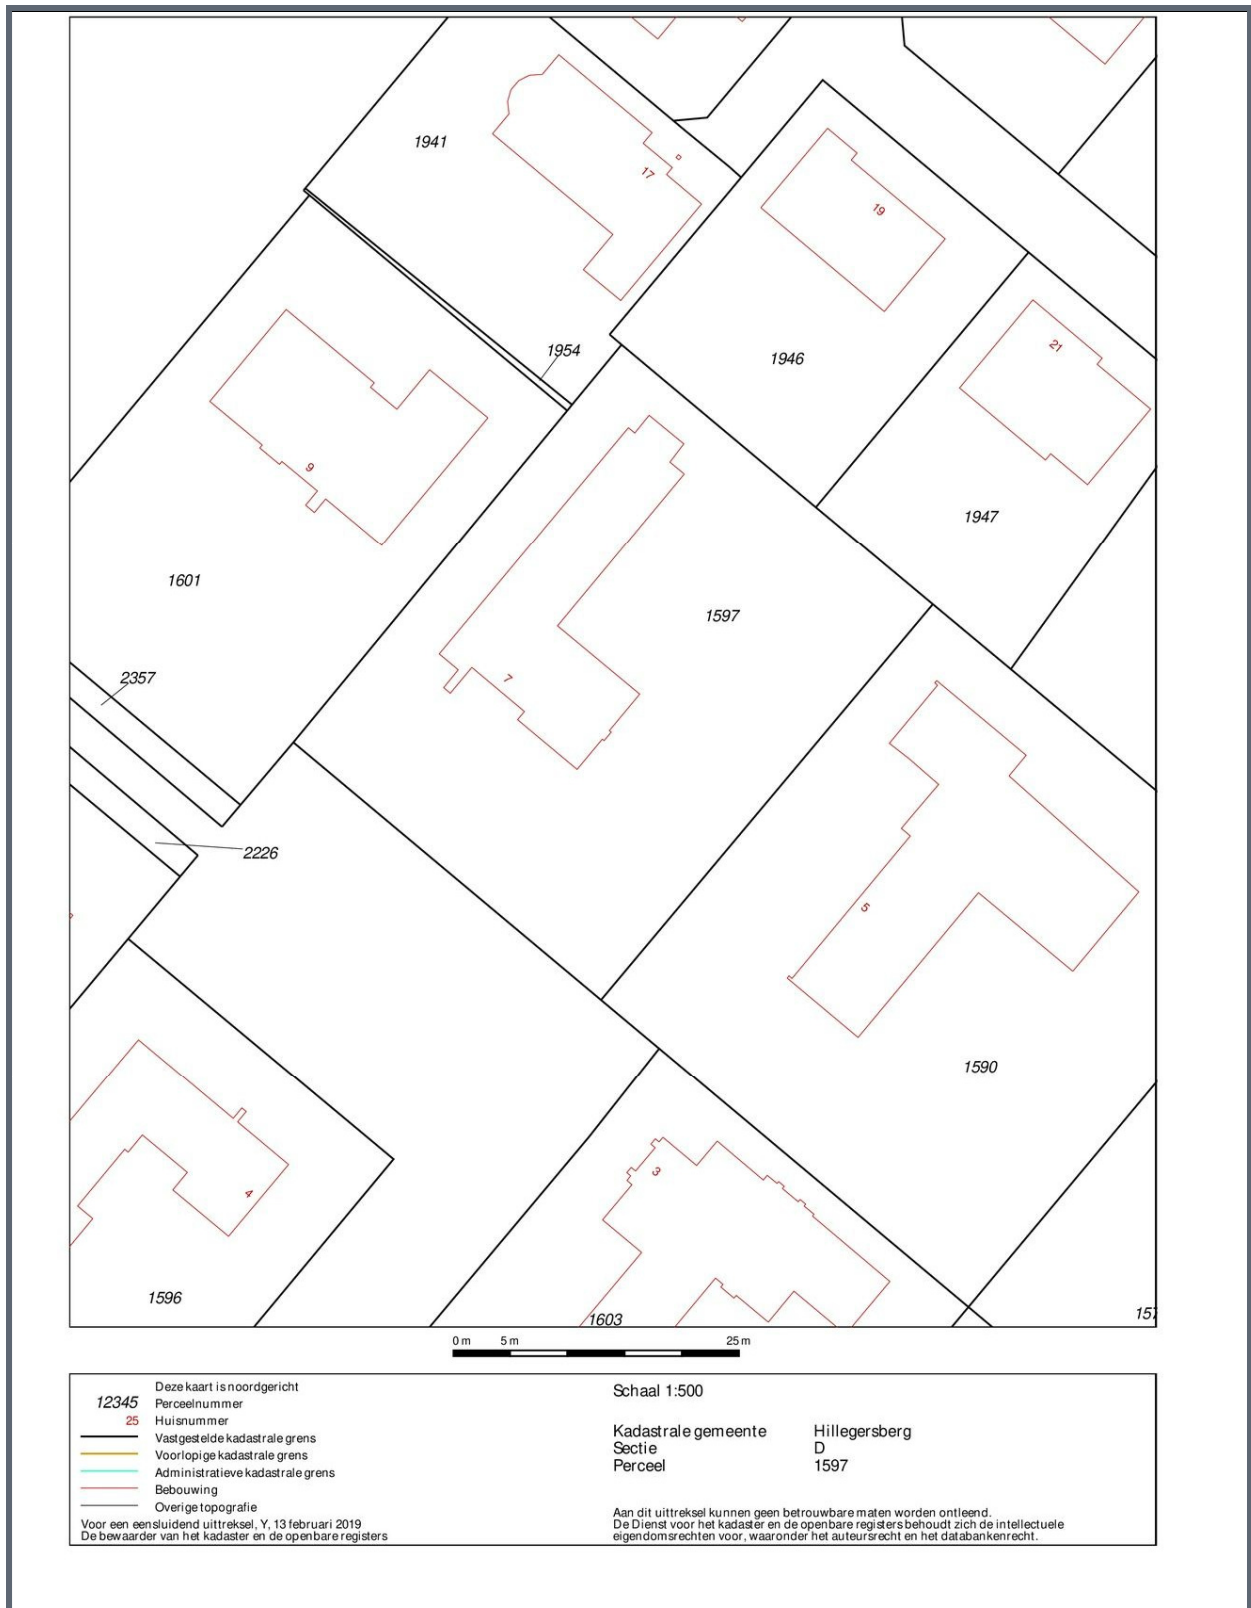 1941
17
19
1954
1946
21
9
1947
1601
1597
2357
7
2226
5
1590
3
4
1596
1603
157
0 m 5 m 25 m
Deze kaart is noordgericht
12345 Perceelnummer
25 Huisnummer
Vastgestelde kadastrale grens
Voorlopige kadastrale grens
Administratieve kadastrale grens
Bebouwing
Overige topografie
Voor een eensluidend uittreksel, Y, 13 februari 2019
De bewaarder van het kadaster en de openbare registers
Schaal 1:500
Kadastrale gemeente Hillegersberg
Sectie D
Perceel 1597
Aan dit uittreksel kunnen geen betrouwbare maten worden ontleend.
De Dienst voor het kadaster en de openbare registers behoudt zich de intellectuele
eigendomsrechten voor, waaronder het auteursrecht en het databankenrecht.